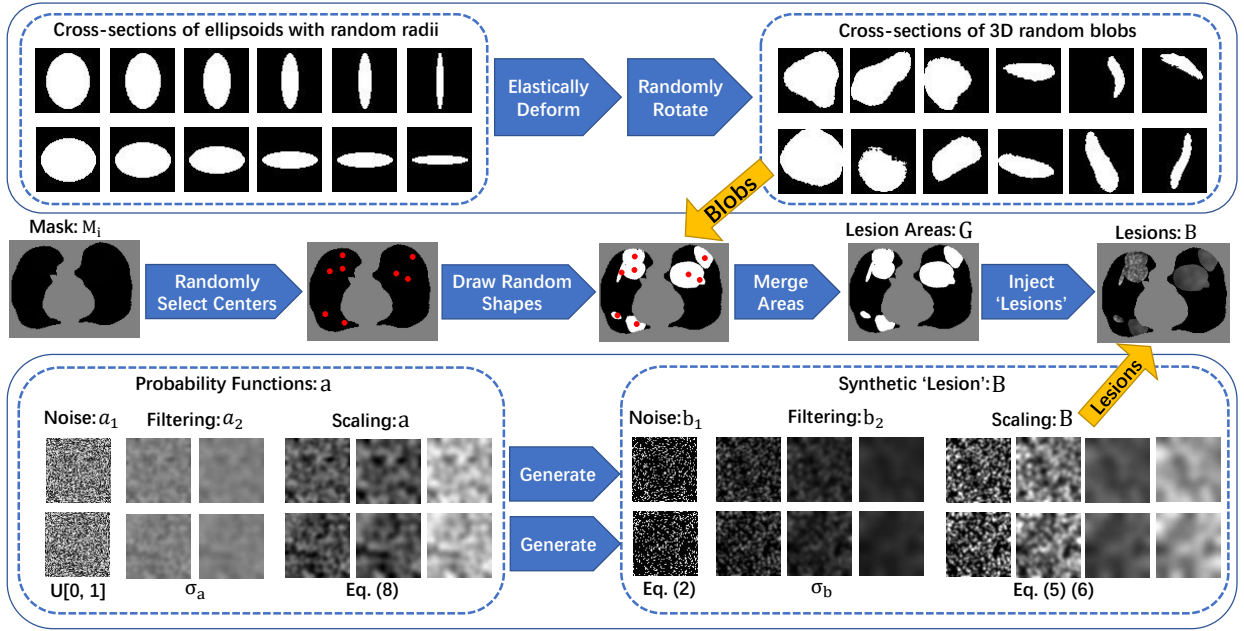 Cross-sections of ellipsoids with random radii
Cross-sections of 3D random blobs
Elastically
Deform
Randomly
Rotate
Blobs
Mask: Mᵢ
Lesion Areas: G
Lesions: B
Randomly
Select Centers
Draw Random
Shapes
Merge
Areas
Inject
‘Lesions’
Lesions
Probability Functions: a
Synthetic ‘Lesion’: B
Noise: a₁
Filtering: a₂
Scaling: a
Noise: b₁
Filtering: b₂
Scaling: B
Generate
Generate
U[0, 1]
σₐ
Eq. (8)
Eq. (2)
σ_b
Eq. (5) (6)